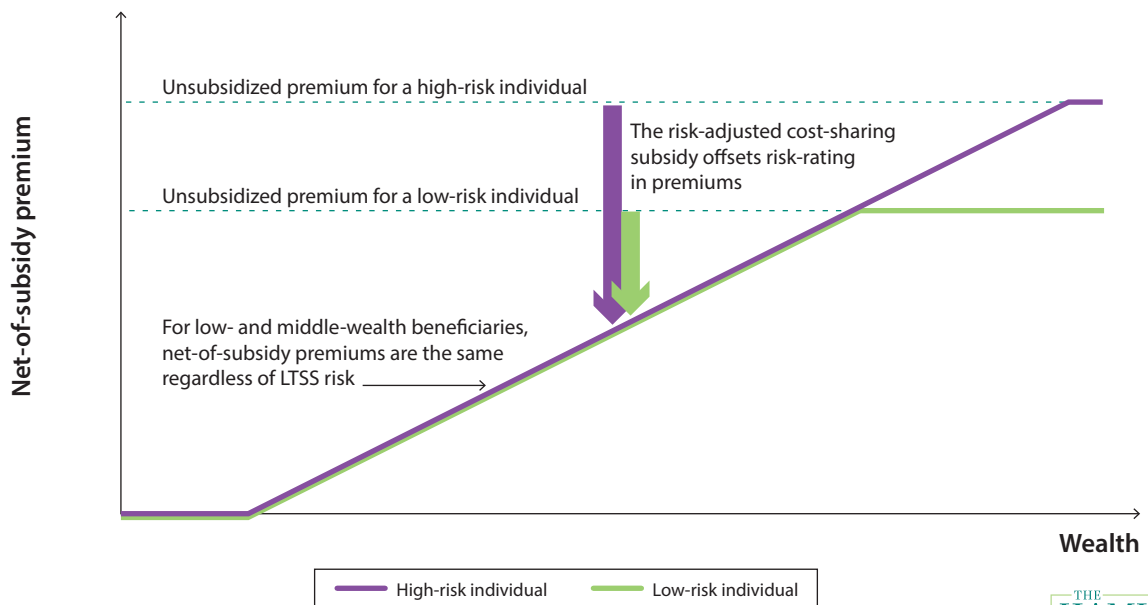 Net-of-subsidy premium
Unsubsidized premium for a high-risk individual
The risk-adjusted cost-sharing
subsidy offsets risk-rating
in premiums
Unsubsidized premium for a low-risk individual
For low- and middle-wealth beneficiaries,
net-of-subsidy premiums are the same
regardless of LTSS risk
Wealth
High-risk individual
Low-risk individual
THE